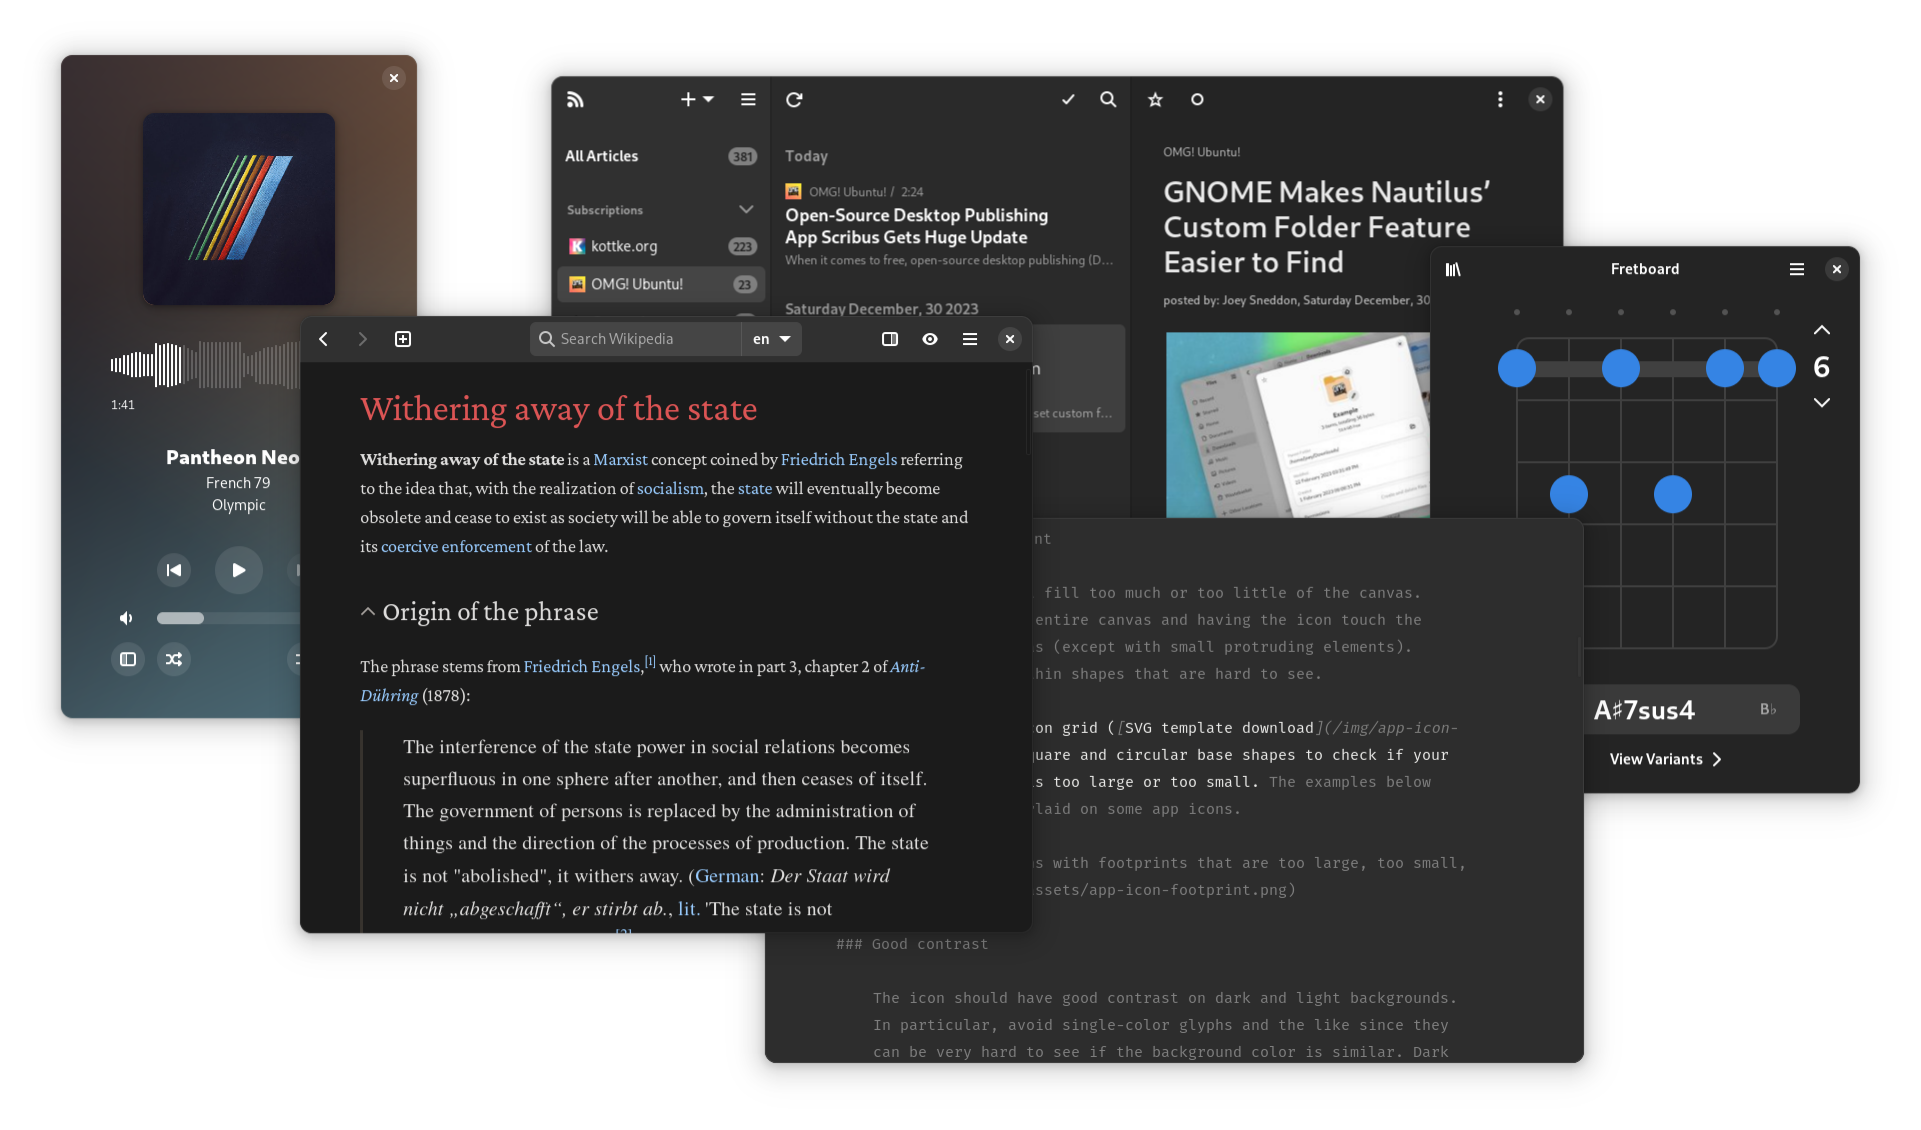 1:41
Pantheon Neo
French 79
Olympic
All Articles 381
Subscriptions
kottke.org 223
OMG! Ubuntu! 23
Today
OMG! Ubuntu! / 2:24
Open-Source Desktop Publishing
App Scribus Gets Huge Update
When it comes to free, open-source desktop publishing (D…
Saturday December, 30 2023
n
set custom f…
OMG! Ubuntu!
GNOME Makes Nautilus’
Custom Folder Feature
Easier to Find
posted by: Joey Sneddon, Saturday December, 30
Example
Search Wikipedia
en
Withering away of the state
Withering away of the state is a Marxist concept coined by Friedrich Engels referring
to the idea that, with the realization of socialism, the state will eventually become
obsolete and cease to exist as society will be able to govern itself without the state and
its coercive enforcement of the law.
Origin of the phrase
The phrase stems from Friedrich Engels,[1] who wrote in part 3, chapter 2 of Anti-
Dühring (1878):
The interference of the state power in social relations becomes
superfluous in one sphere after another, and then ceases of itself.
The government of persons is replaced by the administration of
things and the direction of the processes of production. The state
is not "abolished", it withers away. (German: Der Staat wird
nicht „abgeschafft“, er stirbt ab., lit. 'The state is not
Fretboard
6
A♯7sus4
B♭
View Variants
nt
fill too much or too little of the canvas.
entire canvas and having the icon touch the
s (except with small protruding elements).
hin shapes that are hard to see.
on grid ([SVG template download](/img/app-icon-
uare and circular base shapes to check if your
s too large or too small. The examples below
laid on some app icons.
s with footprints that are too large, too small,
ssets/app-icon-footprint.png)
### Good contrast
The icon should have good contrast on dark and light backgrounds.
In particular, avoid single-color glyphs and the like since they
can be very hard to see if the background color is similar. Dark